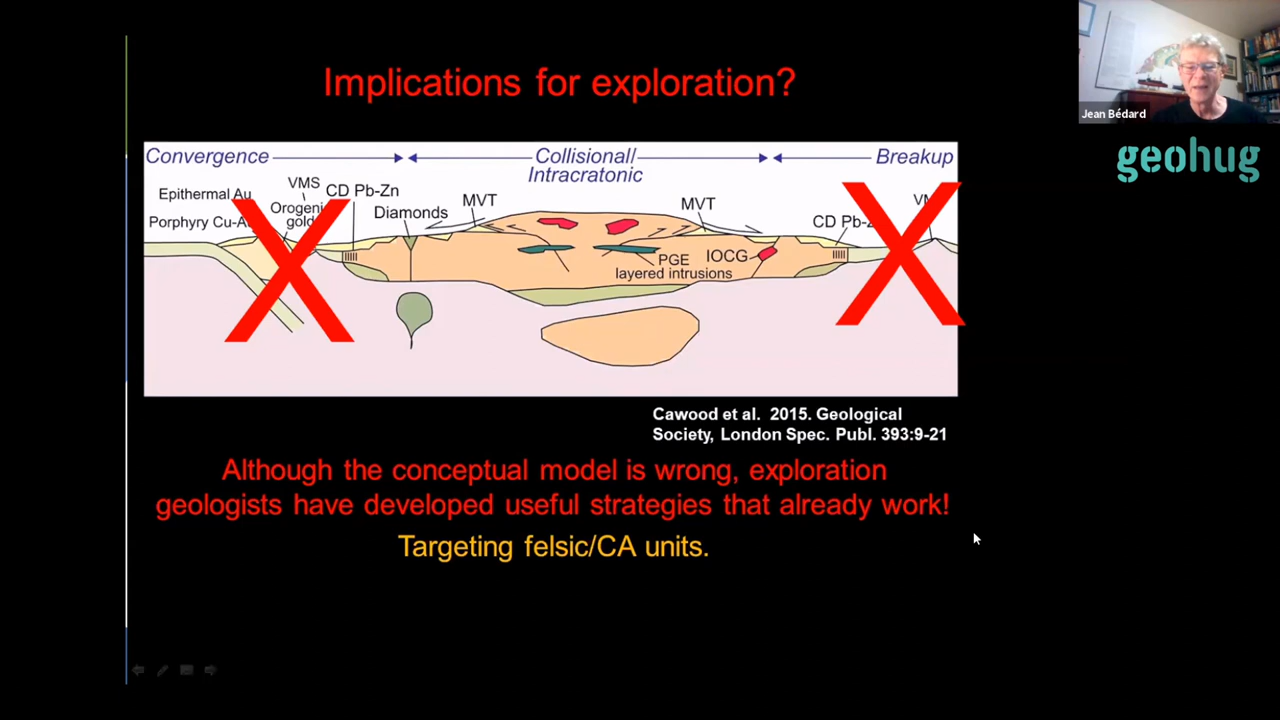 Implications for exploration?
Jean Bédard
geohug
Convergence
Collisional/
Intracratonic
Breakup
Epithermal Au
Porphyry Cu-A
VMS
Orogeni
gold
CD Pb-Zn
Diamonds
MVT
MVT
PGE
layered intrusions
IOCG
CD Pb-Z
VM
Cawood et al. 2015. Geological
Society, London Spec. Publ. 393:9-21
Although the conceptual model is wrong, exploration
geologists have developed useful strategies that already work!
Targeting felsic/CA units.